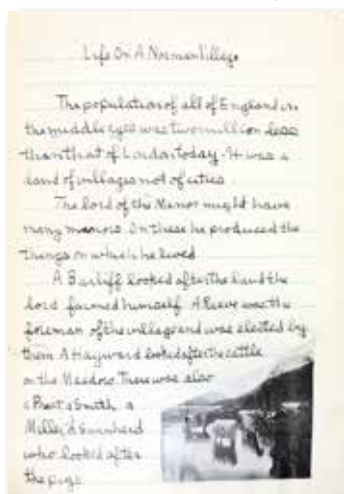 Life On A Norman Village
The population of all of England in
the middle ages was two million less
than that of London today. It was a
land of villages not of cities.
The lord of the Manor might have
many manors. In these he produced the
things on which he lived
A Bailiff looked after the land the
lord farmed himself. A Reeve was the
foreman of the village and was elected by
them. A Hayward looked after the cattle
on the Meadow. There was also
a Priest a Smith a
Miller a Swineherd
who looked after
the pigs